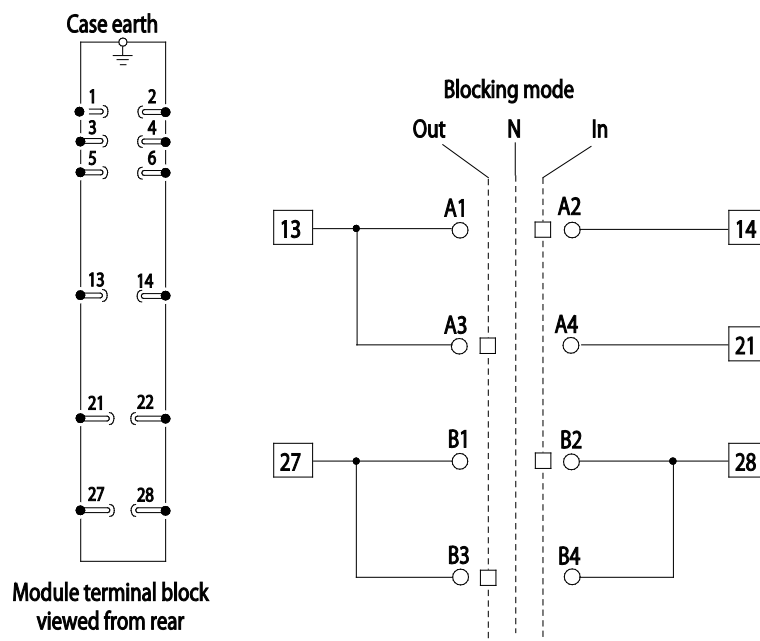 Case earth
1 2
3 4
5 6
13 14
21 22
27 28
Module terminal block
viewed from rear
Blocking mode
Out N In
13 A1 A2 14
A3 A4 21
27 B1 B2 28
B3 B4